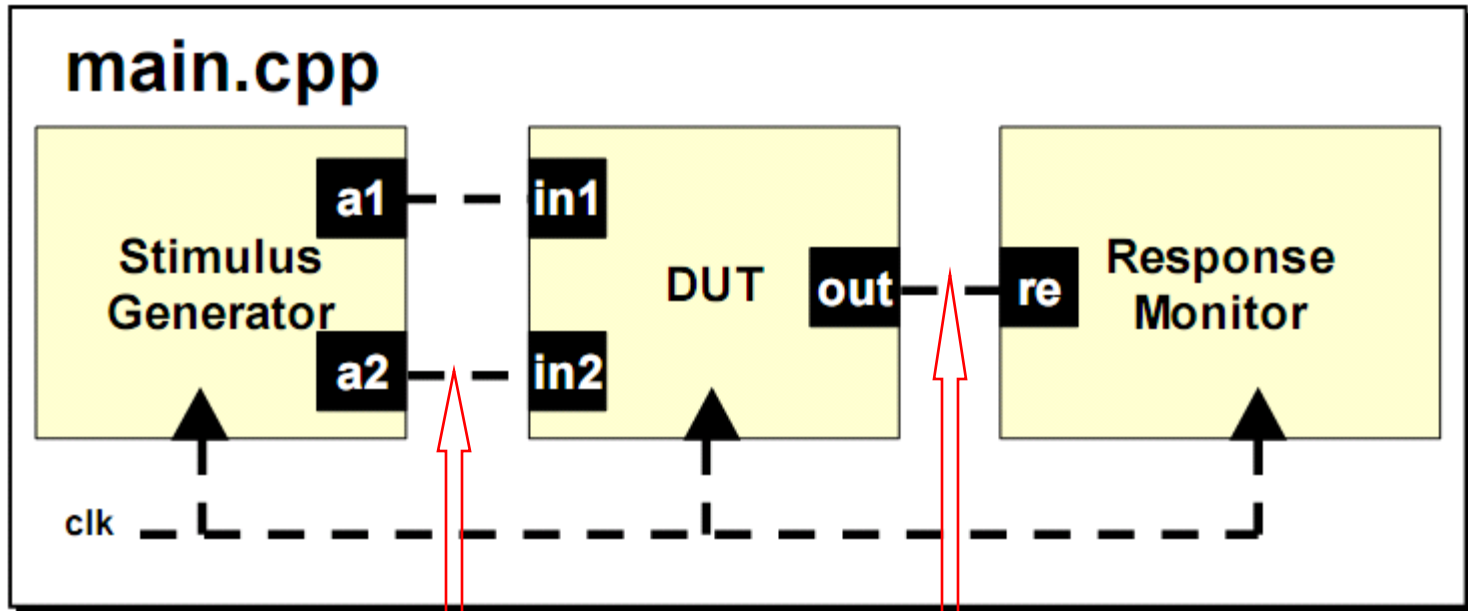 main.cpp
a1
in1
Stimulus
Generator
DUT
out
re
Response
Monitor
a2
in2
clk